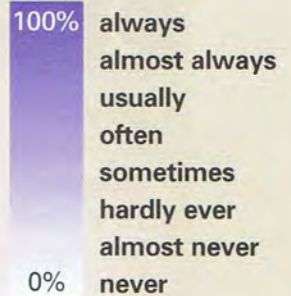 100% always
almost always
usually
often
sometimes
hardly ever
almost never
0% never